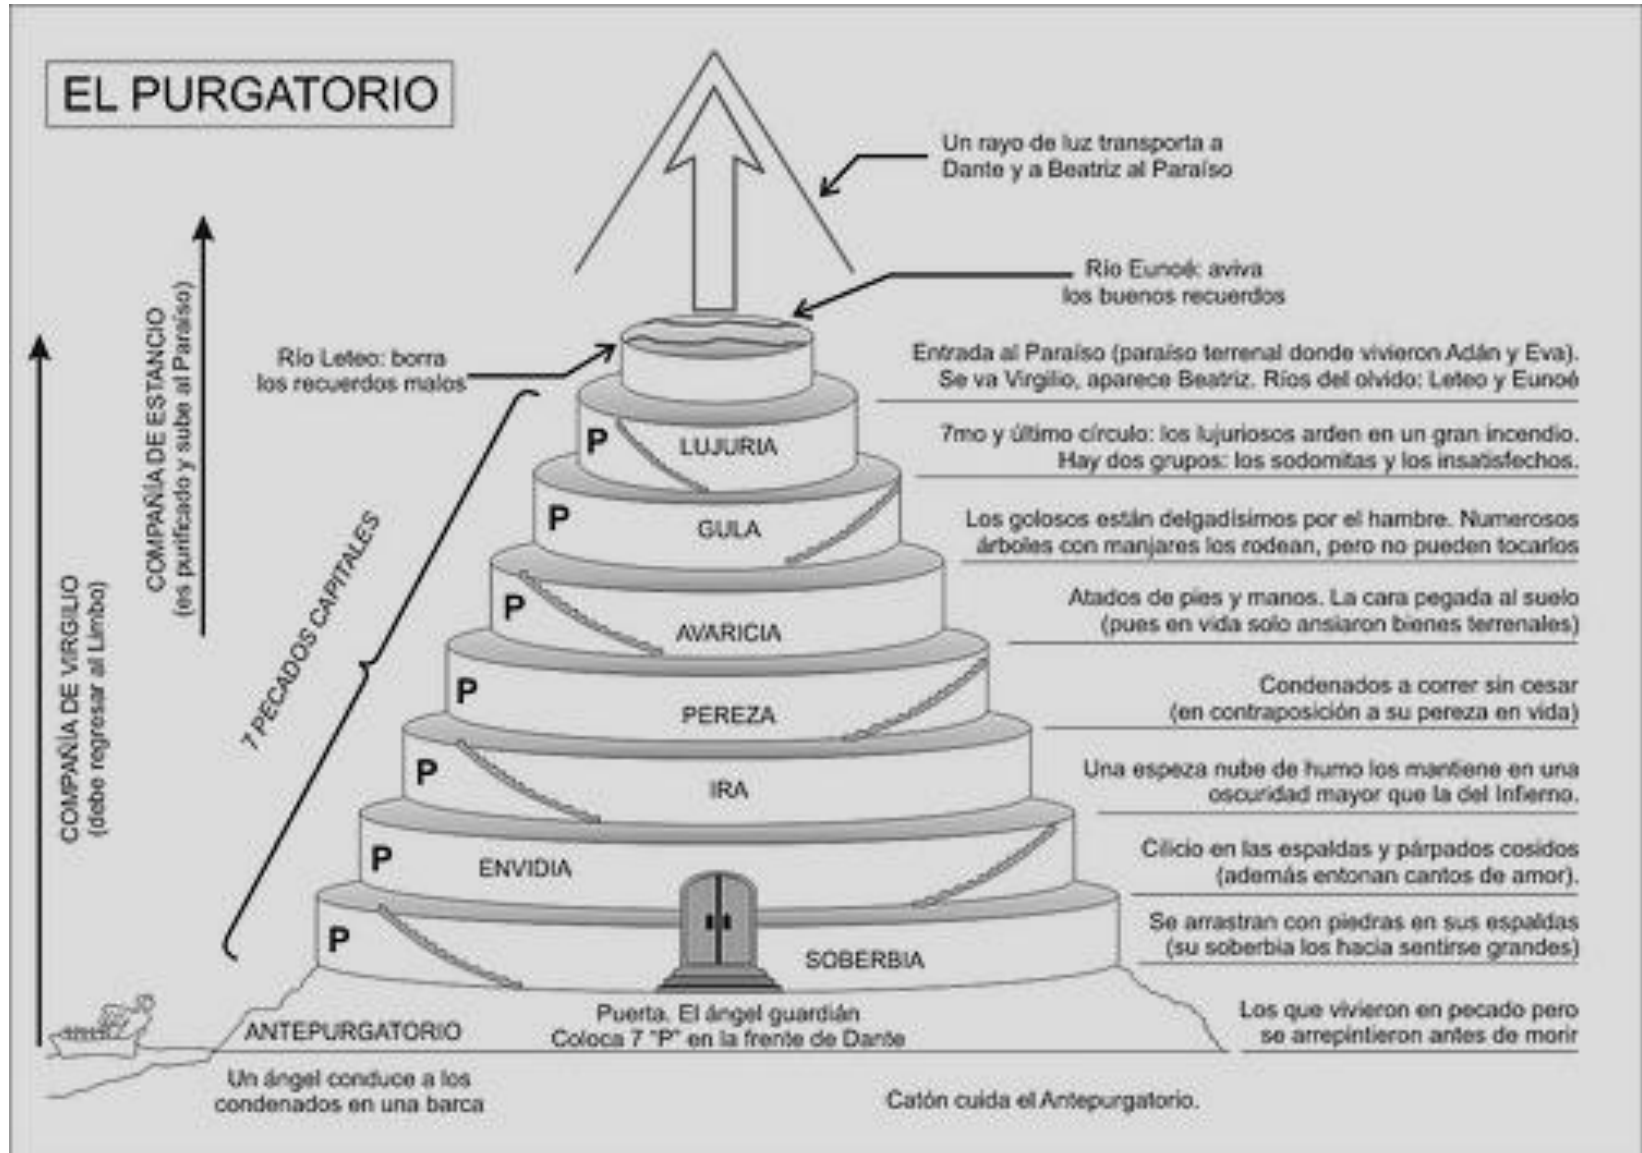 EL PURGATORIO
Un rayo de luz transporta a
Dante y a Beatriz al Paraíso
Río Eunoé: aviva
los buenos recuerdos
Río Leteo: borra
los recuerdos malos
Entrada al Paraíso (paraíso terrenal donde vivieron Adán y Eva).
Se va Virgilio, aparece Beatriz. Ríos del olvido: Leteo y Eunoé
COMPAÑÍA DE ESTANCIO
(es purificado y sube al Paraíso)
COMPAÑÍA DE VIRGILIO
(debe regresar al Limbo)
7 PECADOS CAPITALES
P
LUJURIA
7mo y último círculo: los lujuriosos arden en un gran incendio.
Hay dos grupos: los sodomitas y los insatisfechos.
P
GULA
Los golosos están delgadísimos por el hambre. Numerosos
árboles con manjares los rodean, pero no pueden tocarlos
P
AVARICIA
Atados de pies y manos. La cara pegada al suelo
(pues en vida solo ansiaron bienes terrenales)
P
PEREZA
Condenados a correr sin cesar
(en contraposición a su pereza en vida)
P
IRA
Una espeza nube de humo los mantiene en una
oscuridad mayor que la del Infierno.
P
ENVIDIA
Cilicio en las espaldas y párpados cosidos
(además entonan cantos de amor).
P
SOBERBIA
Se arrastran con piedras en sus espaldas
(su soberbia los hacia sentirse grandes)
Puerta. El ángel guardián
Coloca 7 "P" en la frente de Dante
ANTEPURGATORIO
Los que vivieron en pecado pero
se arrepintieron antes de morir
Un ángel conduce a los
condenados en una barca
Catón cuida el Antepurgatorio.